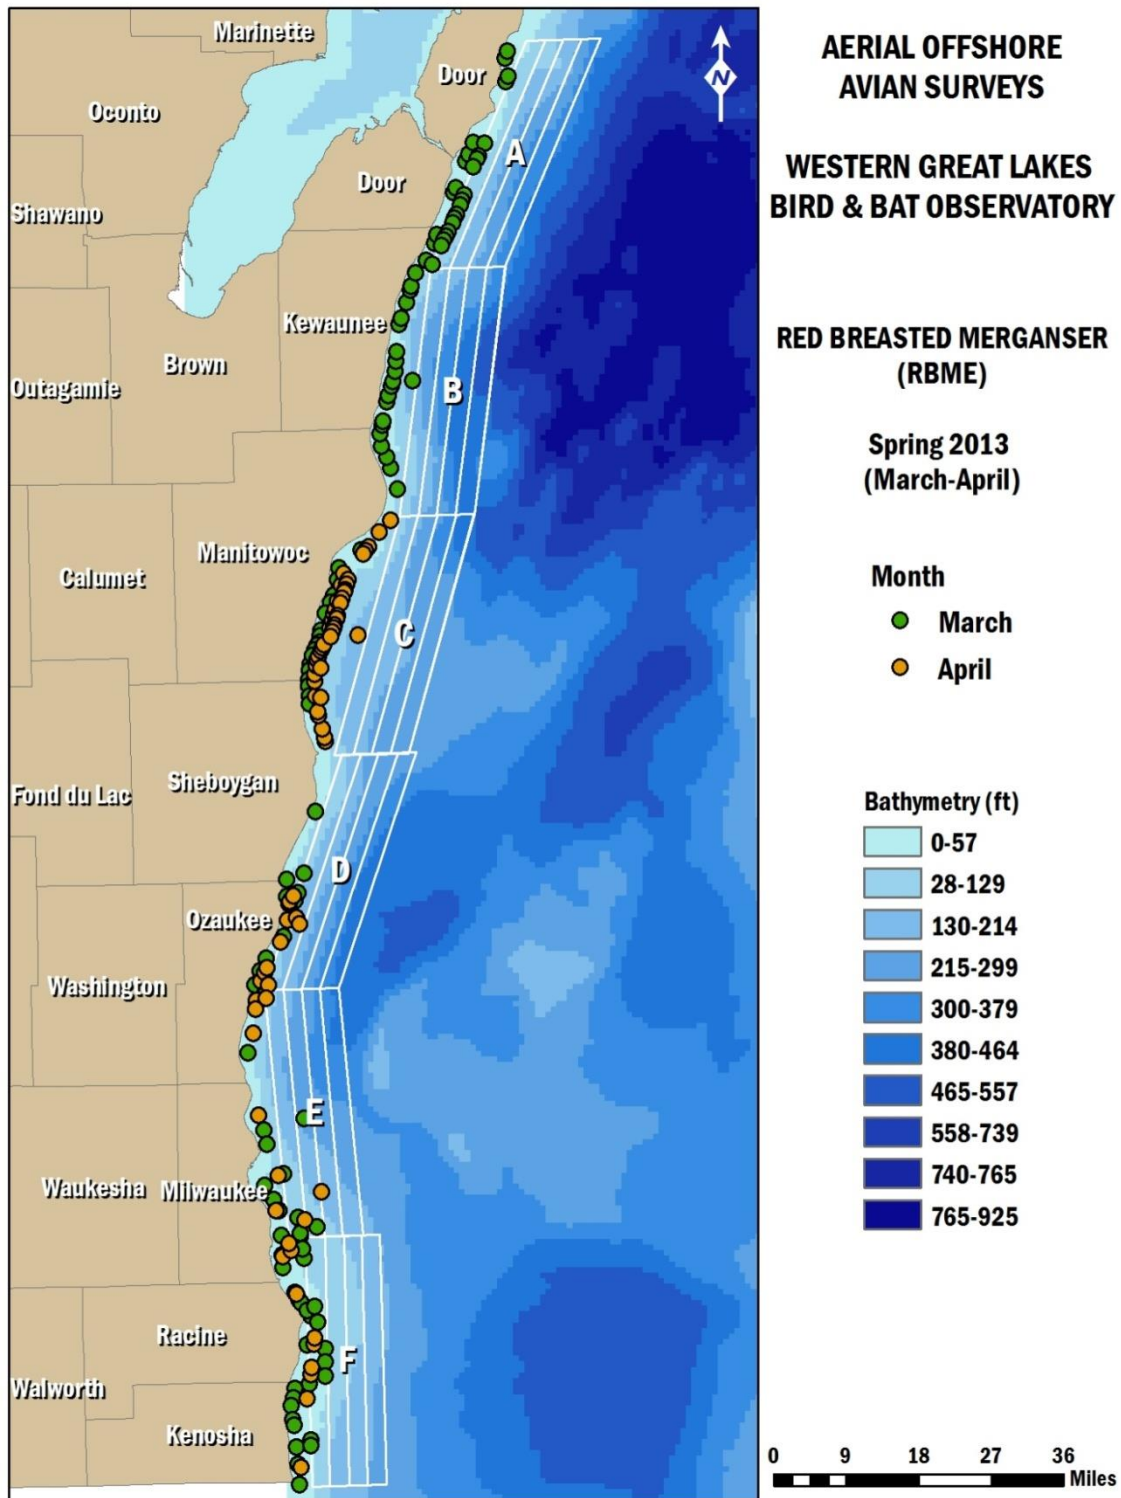 AERIAL OFFSHORE
AVIAN SURVEYS
WESTERN GREAT LAKES
BIRD & BAT OBSERVATORY
RED BREASTED MERGANSER
(RBME)
Spring 2013
(March-April)
Month
March
April
Bathymetry (ft)
0-57
28-129
130-214
215-299
300-379
380-464
465-557
558-739
740-765
765-925
0 9 18 27 36
Miles
N
Marinette
Door
Oconto
A
Door
Shawano
Kewaunee
Brown
Outagamie
B
Manitowoc
Calumet
C
Sheboygan
Fond du Lac
D
Ozaukee
Washington
E
Waukesha
Milwaukee
Racine
F
Walworth
Kenosha